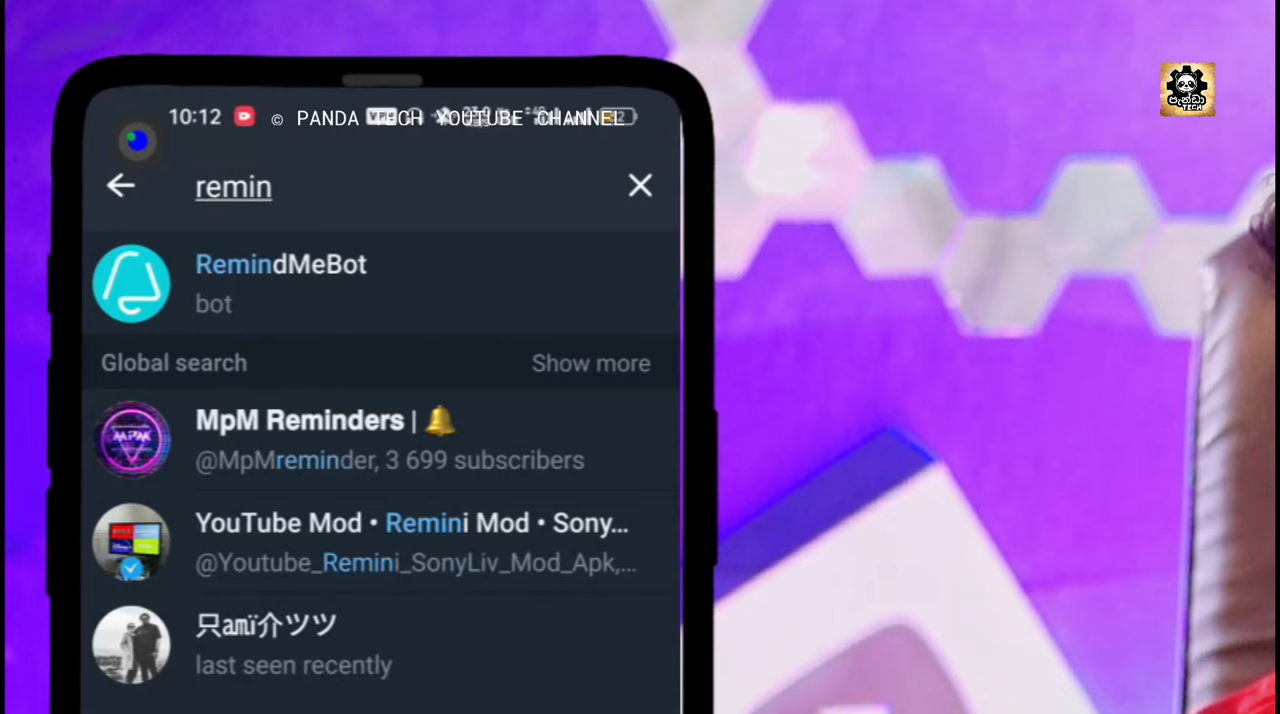 10:12
© PANDA TECH YOUTUBE CHANNEL
පැන්ඩා
TECH
remin
RemindMeBot
bot
Global search
Show more
MpM Reminders | 🔔
@MpMreminder, 3 699 subscribers
YouTube Mod • Remini Mod • Sony...
@Youtube_Remini_SonyLiv_Mod_Apk,...
只amï介ツツ
last seen recently